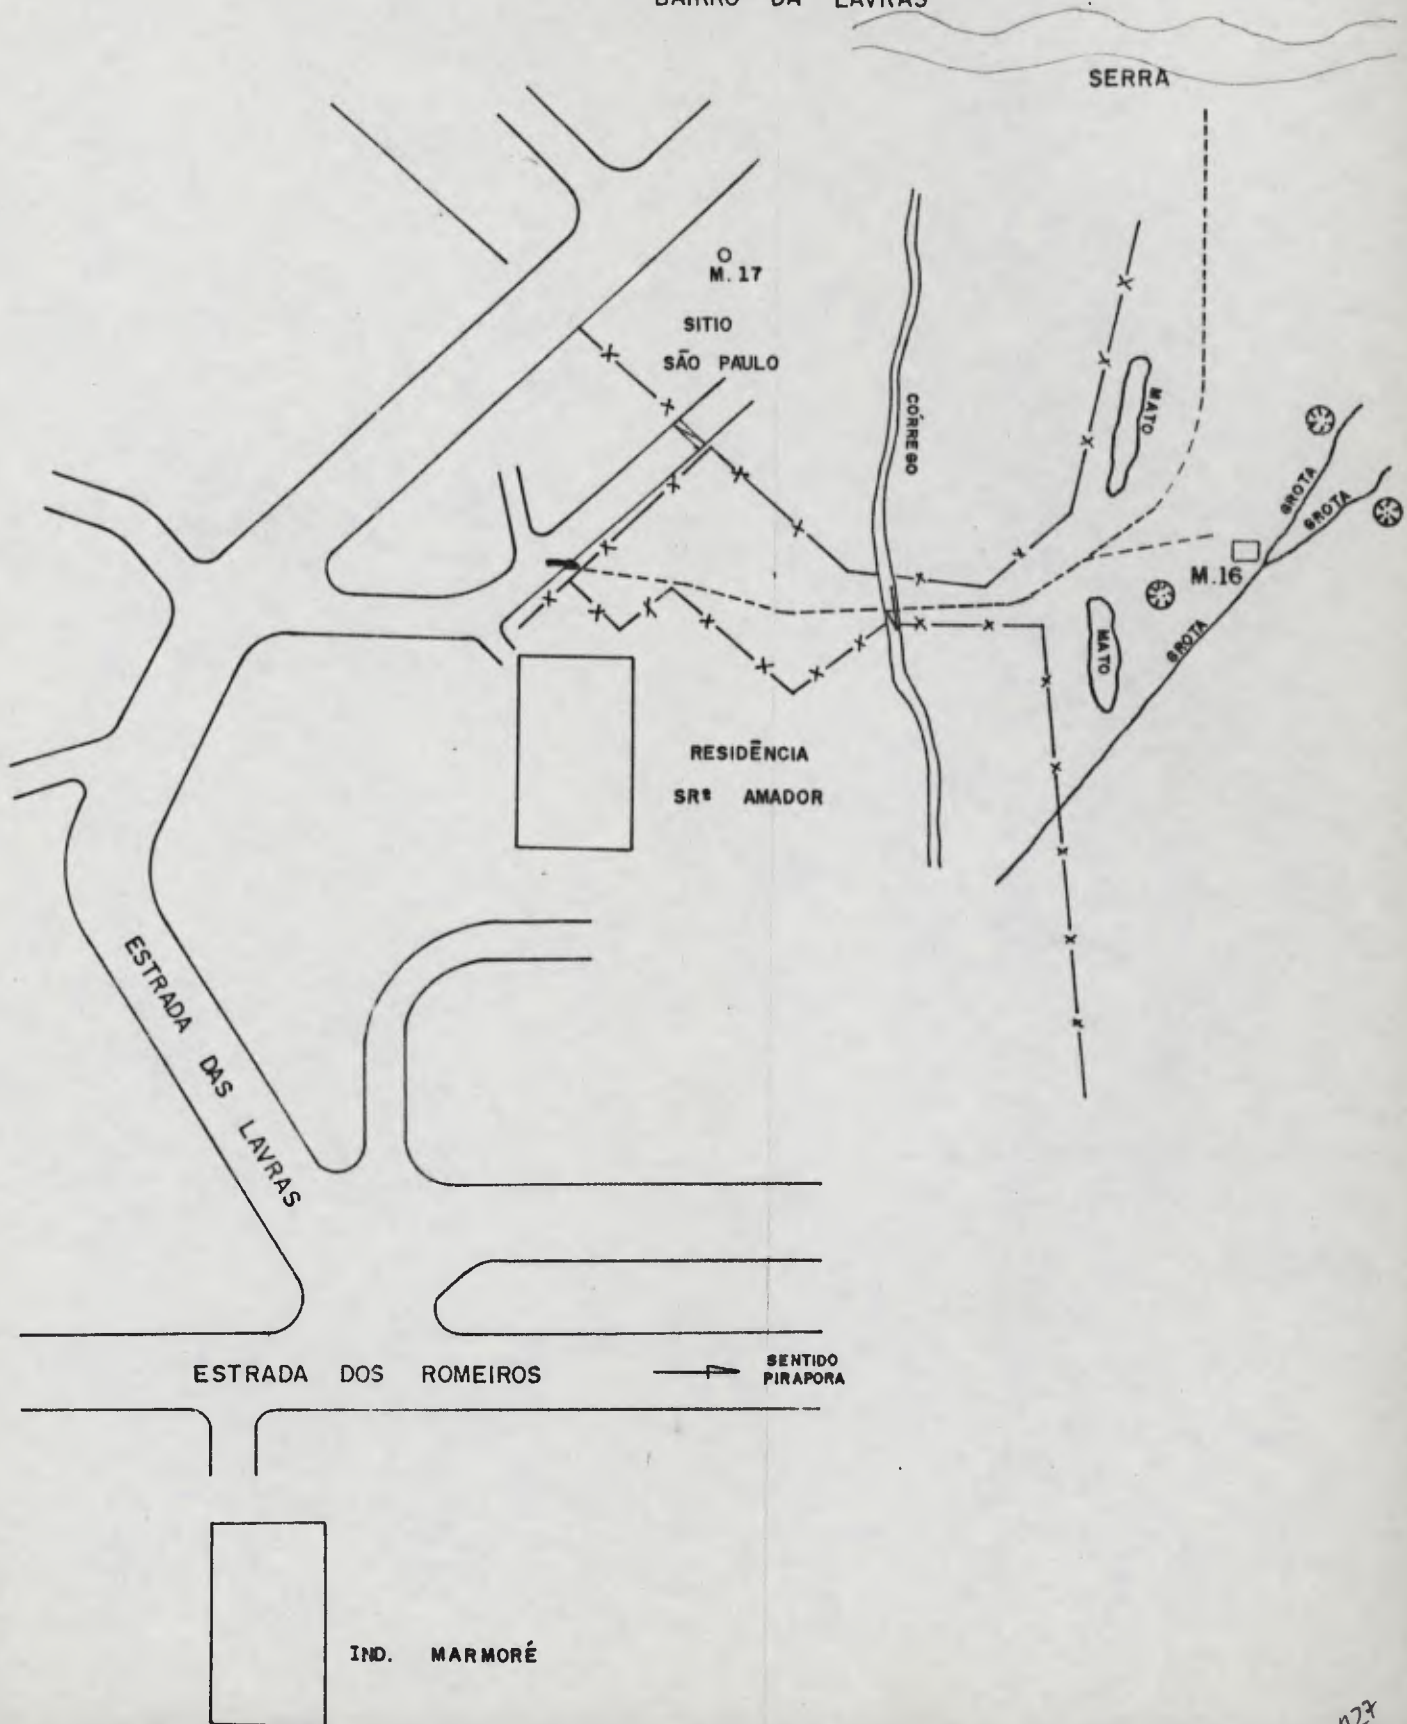 BAIRRO DA LAVRAS
SERRA
M. 17
SITIO
SÃO PAULO
CÓRREGO
MATO
GROTA
GROTA
M.16
MATO
GROTA
RESIDÊNCIA
SRº AMADOR
ESTRADA DAS LAVRAS
ESTRADA DOS ROMEIROS
SENTIDO
PIRAPORA
IND. MARMORÉ